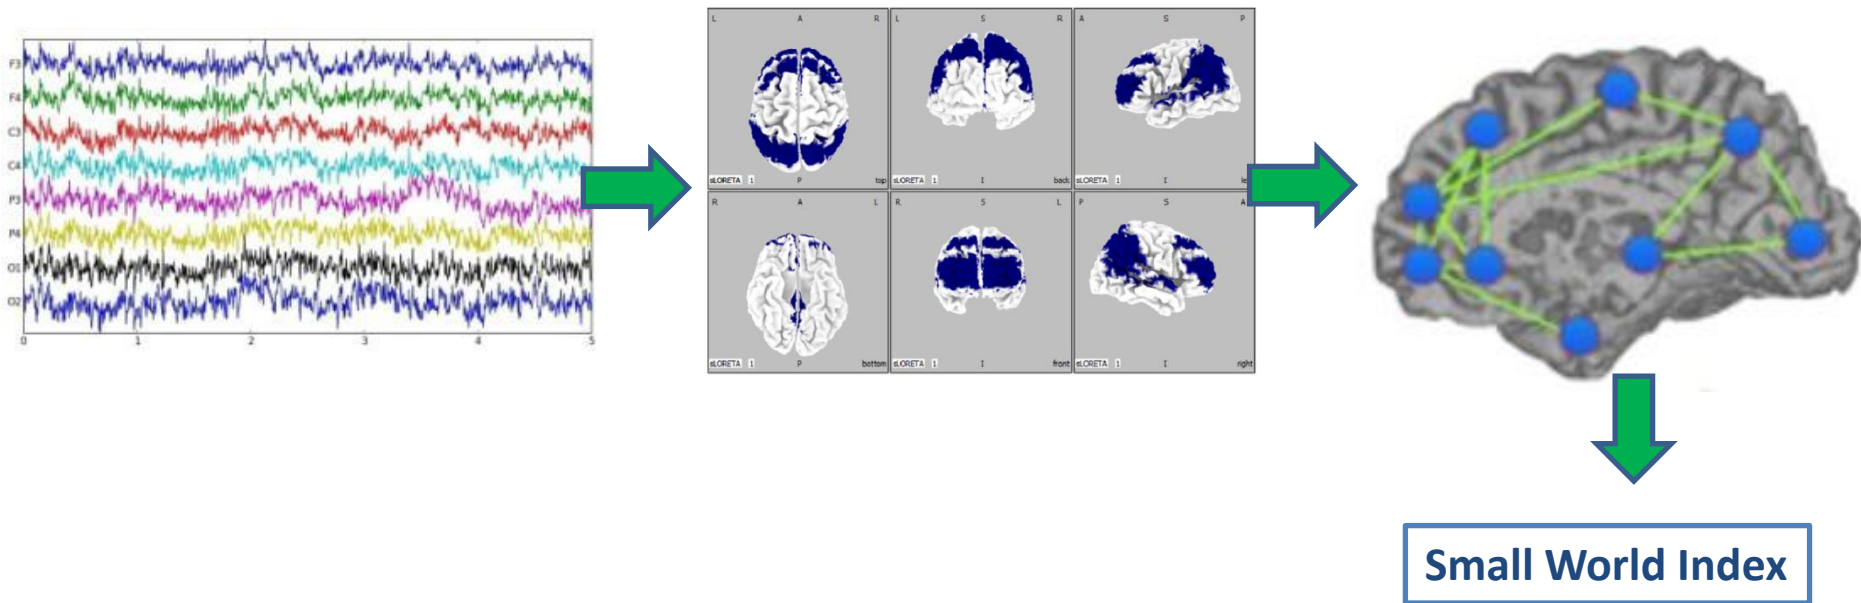 F3
F4
C3
C4
P3
P4
O1
O2
0 1 2 3 4 5
L A R
sLORETA 1 P top
L S R
sLORETA 1 I back
A S P
sLORETA 1 I le
R A L
sLORETA 1 P bottom
R S L
sLORETA 1 I front
P S A
sLORETA 1 I right
Small World Index